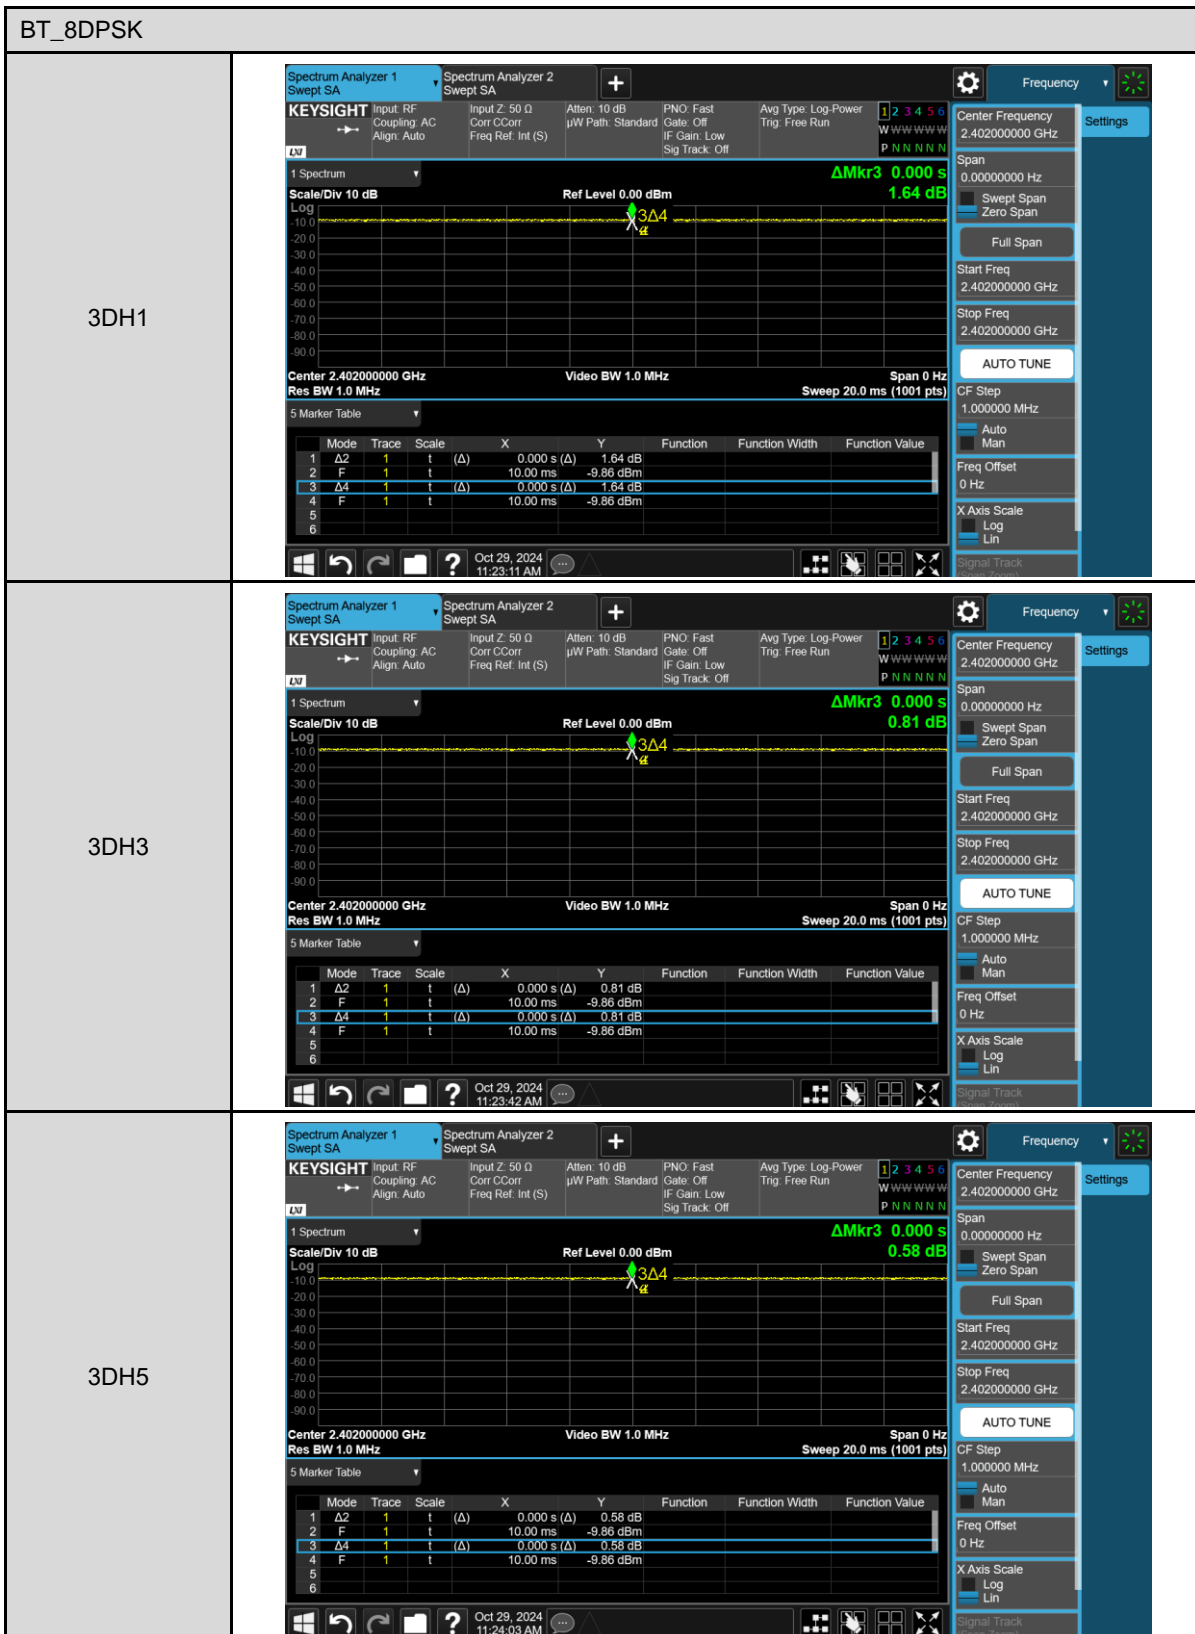 BT_8DPSK
3DH1
Spectrum Analyzer 1
Swept SA
Spectrum Analyzer 2
Swept SA
Frequency
KEYSIGHT
LXI
Input: RF
Coupling: AC
Align: Auto
Input Z: 50 Ω
Corr CCorr
Freq Ref: Int (S)
Atten: 10 dB
µW Path: Standard
PNO: Fast
Gate: Off
IF Gain: Low
Sig Track: Off
Avg Type: Log-Power
Trig: Free Run
1 2 3 4 5 6
W W W W W W
P N N N N N
1 Spectrum
ΔMkr3 0.000 s
Scale/Div 10 dB
Ref Level 0.00 dBm
1.64 dB
Log
3Δ4
-10.0
-20.0
-30.0
-40.0
-50.0
-60.0
-70.0
-80.0
-90.0
Center 2.402000000 GHz
Video BW 1.0 MHz
Span 0 Hz
Res BW 1.0 MHz
Sweep 20.0 ms (1001 pts)
5 Marker Table
Mode Trace Scale X Y Function Function Width Function Value
1 Δ2 1 t (Δ) 0.000 s (Δ) 1.64 dB
2 F 1 t 10.00 ms -9.86 dBm
3 Δ4 1 t (Δ) 0.000 s (Δ) 1.64 dB
4 F 1 t 10.00 ms -9.86 dBm
5
6
Oct 29, 2024
11:23:11 AM
Center Frequency
2.402000000 GHz
Settings
Span
0.00000000 Hz
Swept Span
Zero Span
Full Span
Start Freq
2.402000000 GHz
Stop Freq
2.402000000 GHz
AUTO TUNE
CF Step
1.000000 MHz
Auto
Man
Freq Offset
0 Hz
X Axis Scale
Log
Lin
Signal Track
(Span Zoom)
3DH3
Spectrum Analyzer 1
Swept SA
Spectrum Analyzer 2
Swept SA
Frequency
KEYSIGHT
LXI
Input: RF
Coupling: AC
Align: Auto
Input Z: 50 Ω
Corr CCorr
Freq Ref: Int (S)
Atten: 10 dB
µW Path: Standard
PNO: Fast
Gate: Off
IF Gain: Low
Sig Track: Off
Avg Type: Log-Power
Trig: Free Run
1 2 3 4 5 6
W W W W W W
P N N N N N
1 Spectrum
ΔMkr3 0.000 s
Scale/Div 10 dB
Ref Level 0.00 dBm
0.81 dB
Log
3Δ4
-10.0
-20.0
-30.0
-40.0
-50.0
-60.0
-70.0
-80.0
-90.0
Center 2.402000000 GHz
Video BW 1.0 MHz
Span 0 Hz
Res BW 1.0 MHz
Sweep 20.0 ms (1001 pts)
5 Marker Table
Mode Trace Scale X Y Function Function Width Function Value
1 Δ2 1 t (Δ) 0.000 s (Δ) 0.81 dB
2 F 1 t 10.00 ms -9.86 dBm
3 Δ4 1 t (Δ) 0.000 s (Δ) 0.81 dB
4 F 1 t 10.00 ms -9.86 dBm
5
6
Oct 29, 2024
11:23:42 AM
Center Frequency
2.402000000 GHz
Settings
Span
0.00000000 Hz
Swept Span
Zero Span
Full Span
Start Freq
2.402000000 GHz
Stop Freq
2.402000000 GHz
AUTO TUNE
CF Step
1.000000 MHz
Auto
Man
Freq Offset
0 Hz
X Axis Scale
Log
Lin
Signal Track
(Span Zoom)
3DH5
Spectrum Analyzer 1
Swept SA
Spectrum Analyzer 2
Swept SA
Frequency
KEYSIGHT
LXI
Input: RF
Coupling: AC
Align: Auto
Input Z: 50 Ω
Corr CCorr
Freq Ref: Int (S)
Atten: 10 dB
µW Path: Standard
PNO: Fast
Gate: Off
IF Gain: Low
Sig Track: Off
Avg Type: Log-Power
Trig: Free Run
1 2 3 4 5 6
W W W W W W
P N N N N N
1 Spectrum
ΔMkr3 0.000 s
Scale/Div 10 dB
Ref Level 0.00 dBm
0.58 dB
Log
3Δ4
-10.0
-20.0
-30.0
-40.0
-50.0
-60.0
-70.0
-80.0
-90.0
Center 2.402000000 GHz
Video BW 1.0 MHz
Span 0 Hz
Res BW 1.0 MHz
Sweep 20.0 ms (1001 pts)
5 Marker Table
Mode Trace Scale X Y Function Function Width Function Value
1 Δ2 1 t (Δ) 0.000 s (Δ) 0.58 dB
2 F 1 t 10.00 ms -9.86 dBm
3 Δ4 1 t (Δ) 0.000 s (Δ) 0.58 dB
4 F 1 t 10.00 ms -9.86 dBm
5
6
Oct 29, 2024
11:24:03 AM
Center Frequency
2.402000000 GHz
Settings
Span
0.00000000 Hz
Swept Span
Zero Span
Full Span
Start Freq
2.402000000 GHz
Stop Freq
2.402000000 GHz
AUTO TUNE
CF Step
1.000000 MHz
Auto
Man
Freq Offset
0 Hz
X Axis Scale
Log
Lin
Signal Track